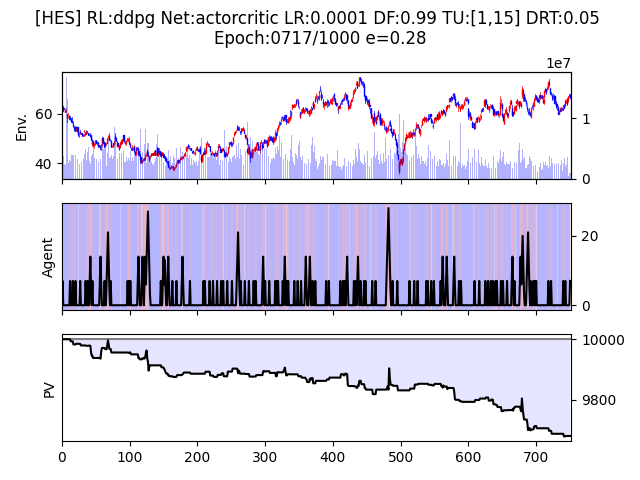 [HES] RL:ddpg Net:actorcritic LR:0.0001 DF:0.99 TU:[1,15] DRT:0.05
Epoch:0717/1000 e=0.28
1e7
Env.
60
40
1
0
Agent
20
0
PV
10000
9800
0 100 200 300 400 500 600 700